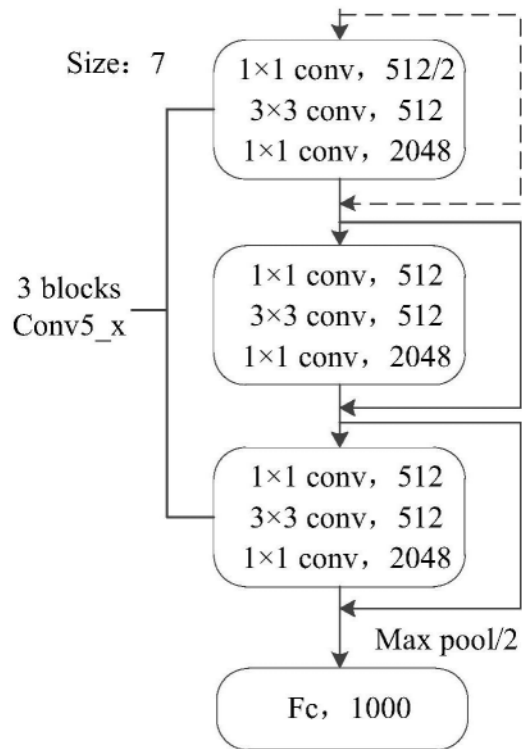 Size：7
1×1 conv，512/2
3×3 conv，512
1×1 conv，2048
3 blocks
Conv5_x
1×1 conv，512
3×3 conv，512
1×1 conv，2048
1×1 conv，512
3×3 conv，512
1×1 conv，2048
Max pool/2
Fc，1000